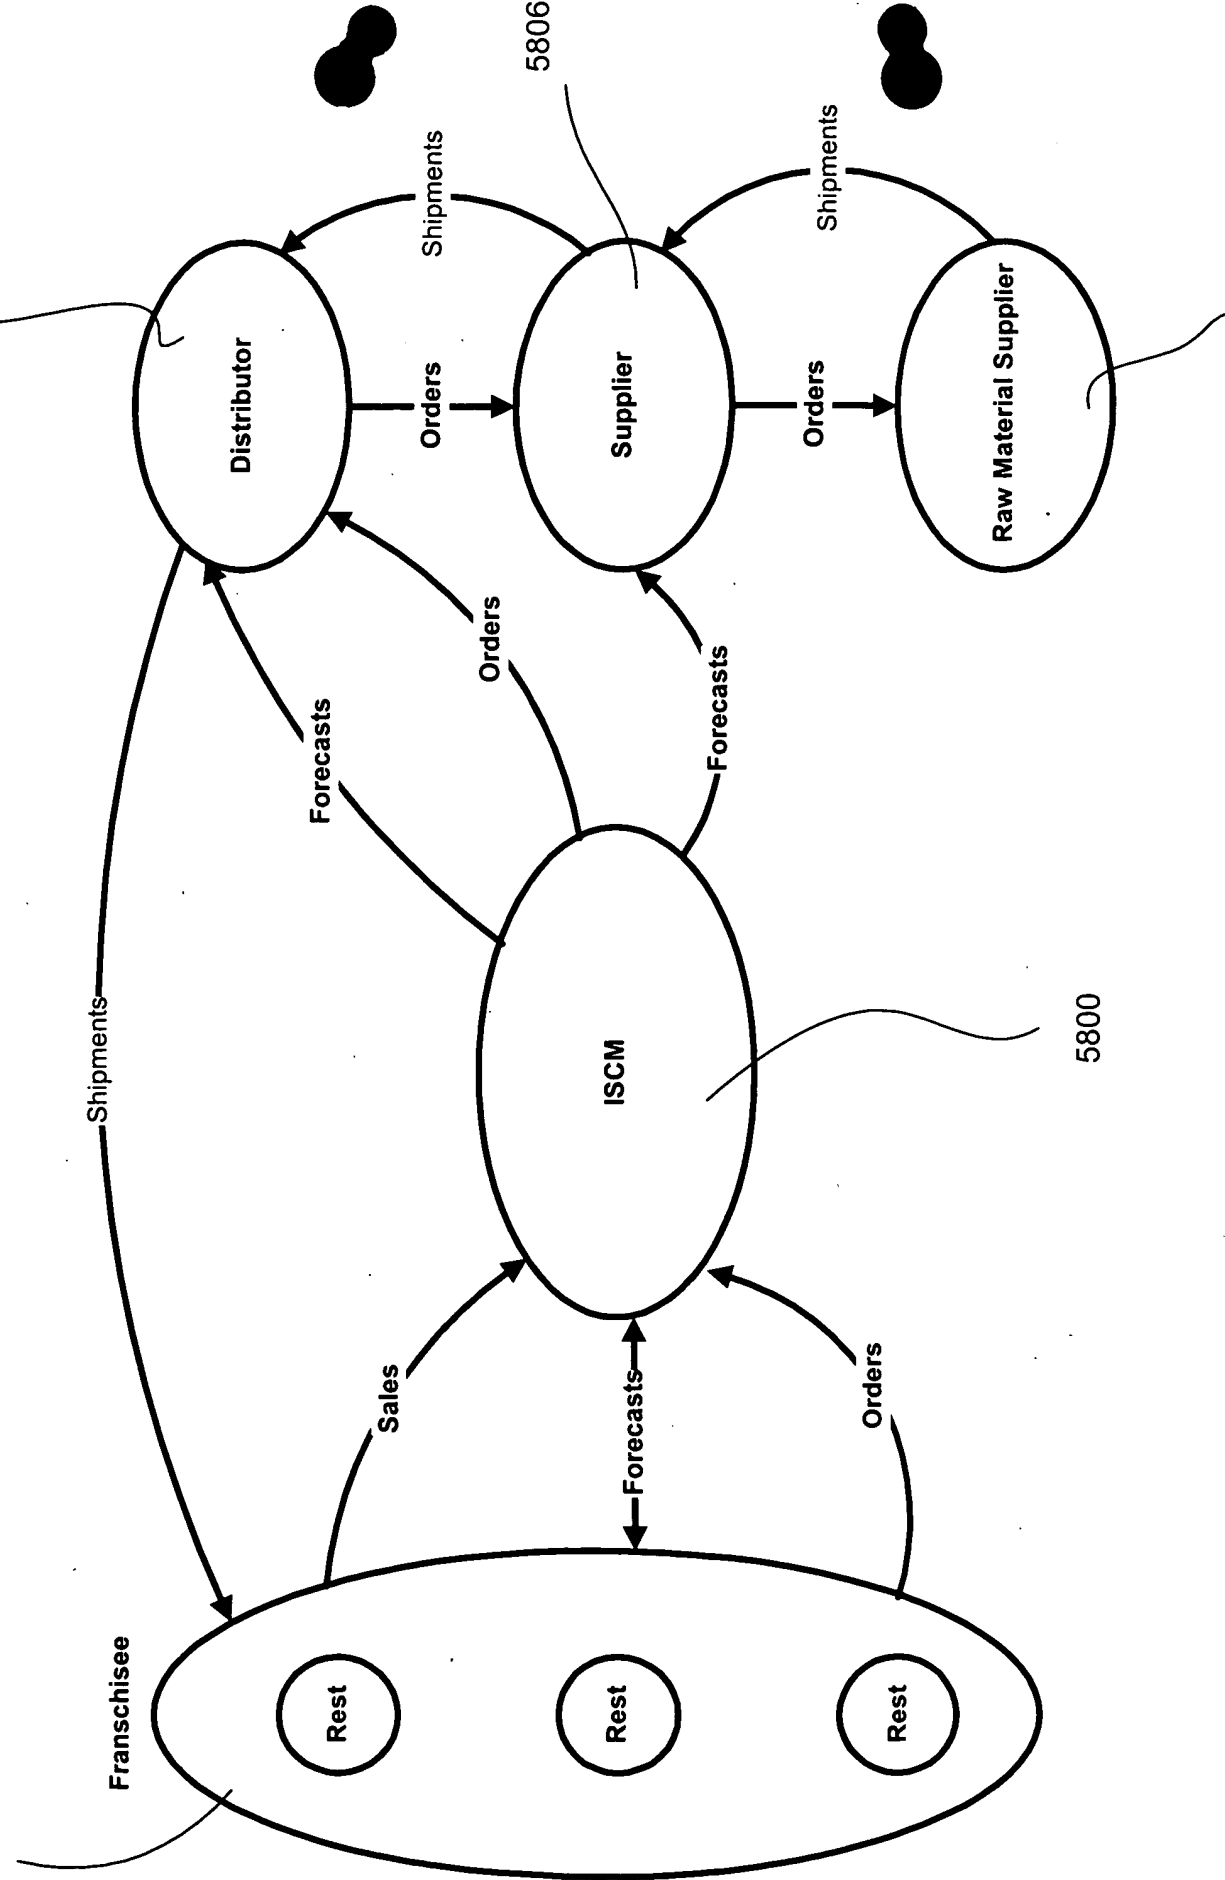 Franschisee
Rest
Rest
Rest
Shipments
Sales
Forecasts
Orders
ISCM
5800
Forecasts
Orders
Forecasts
Distributor
Orders
Supplier
Orders
Raw Material Supplier
Shipments
Shipments
5806